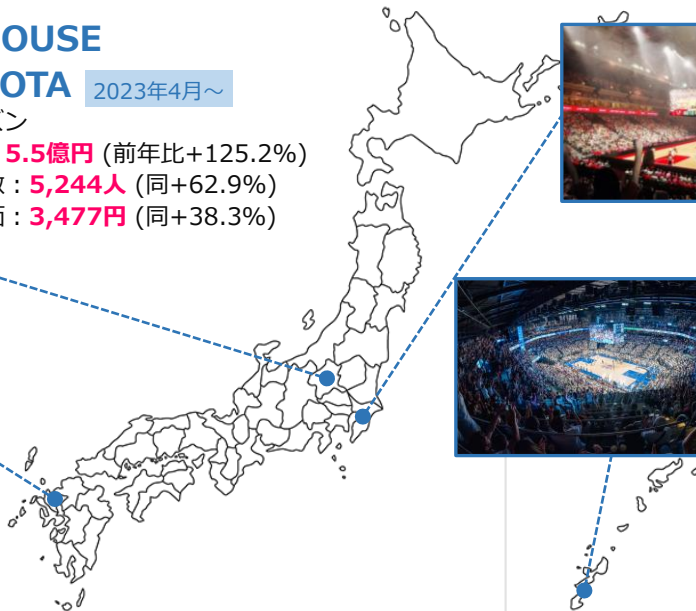 OUSE
OTA 2023年4月～
ズン
5.5億円 (前年比+125.2%)
数：5,244人 (同+62.9%)
：3,477円 (同+38.3%)